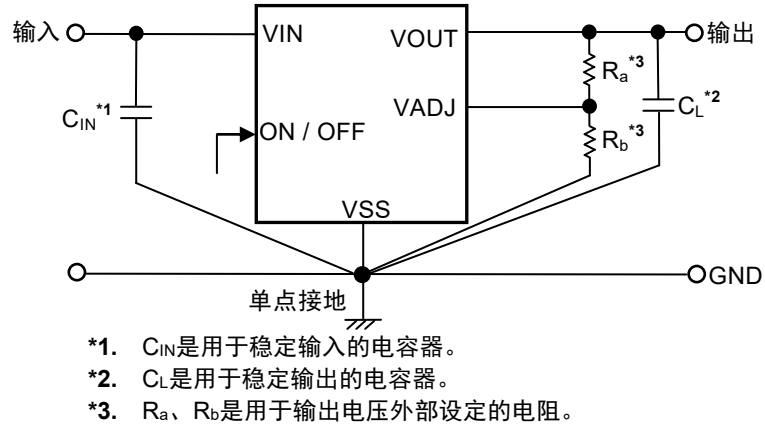 输入 VIN VOUT 输出
Ra*3
CIN*1 VADJ CL*2
ON / OFF Rb*3
VSS
GND
单点接地
*1. CIN是用于稳定输入的电容器。
*2. CL是用于稳定输出的电容器。
*3. Ra、Rb是用于输出电压外部设定的电阻。